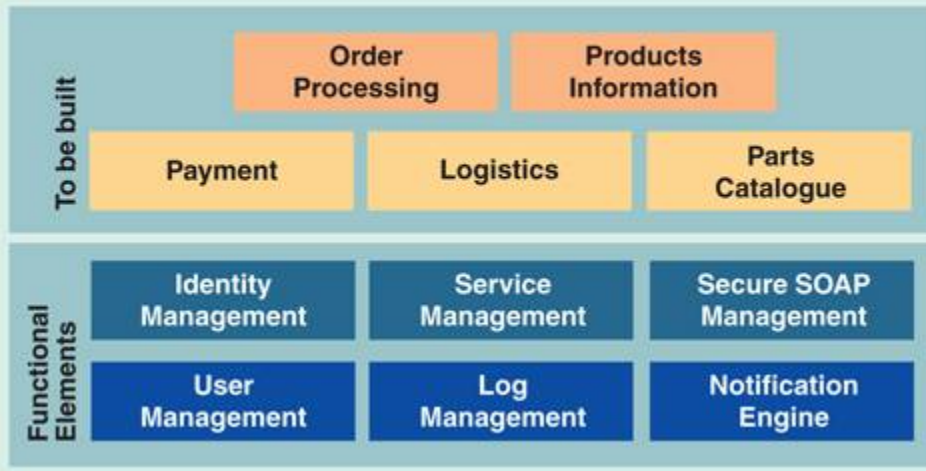 To be built
Order
Processing
Products
Information
Payment
Logistics
Parts
Catalogue
Functional
Elements
Identity
Management
Service
Management
Secure SOAP
Management
User
Management
Log
Management
Notification
Engine